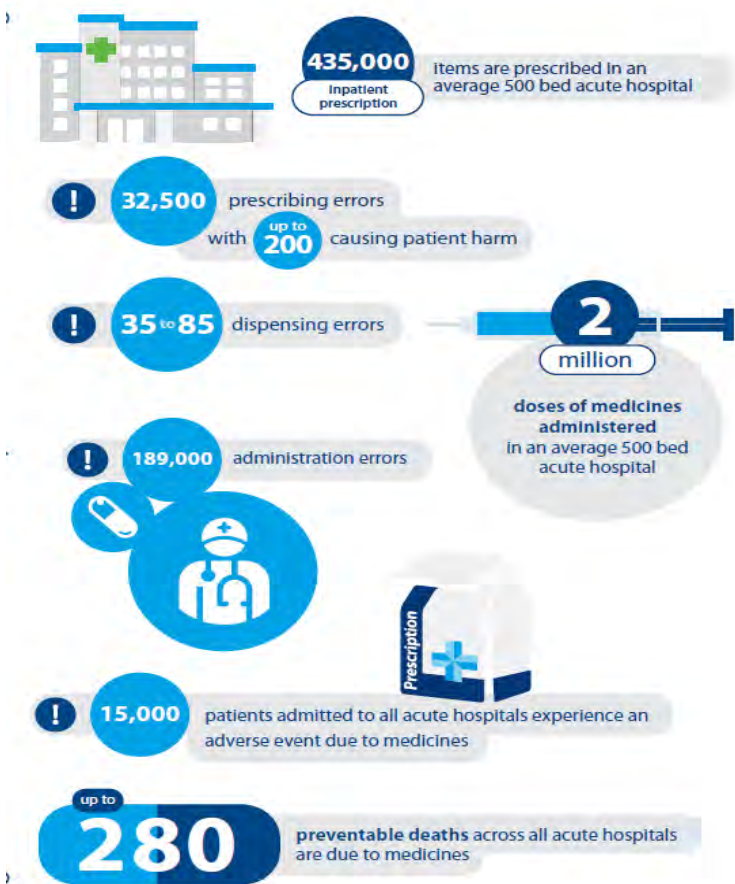 435,000
Inpatient
prescription
items are prescribed in an
average 500 bed acute hospital
! 32,500 prescribing errors
with up to 200 causing patient harm
! 35 to 85 dispensing errors
2
million
doses of medicines
administered
in an average 500 bed
acute hospital
! 189,000 administration errors
Prescription
! 15,000 patients admitted to all acute hospitals experience an
adverse event due to medicines
up to
280
preventable deaths across all acute hospitals
are due to medicines